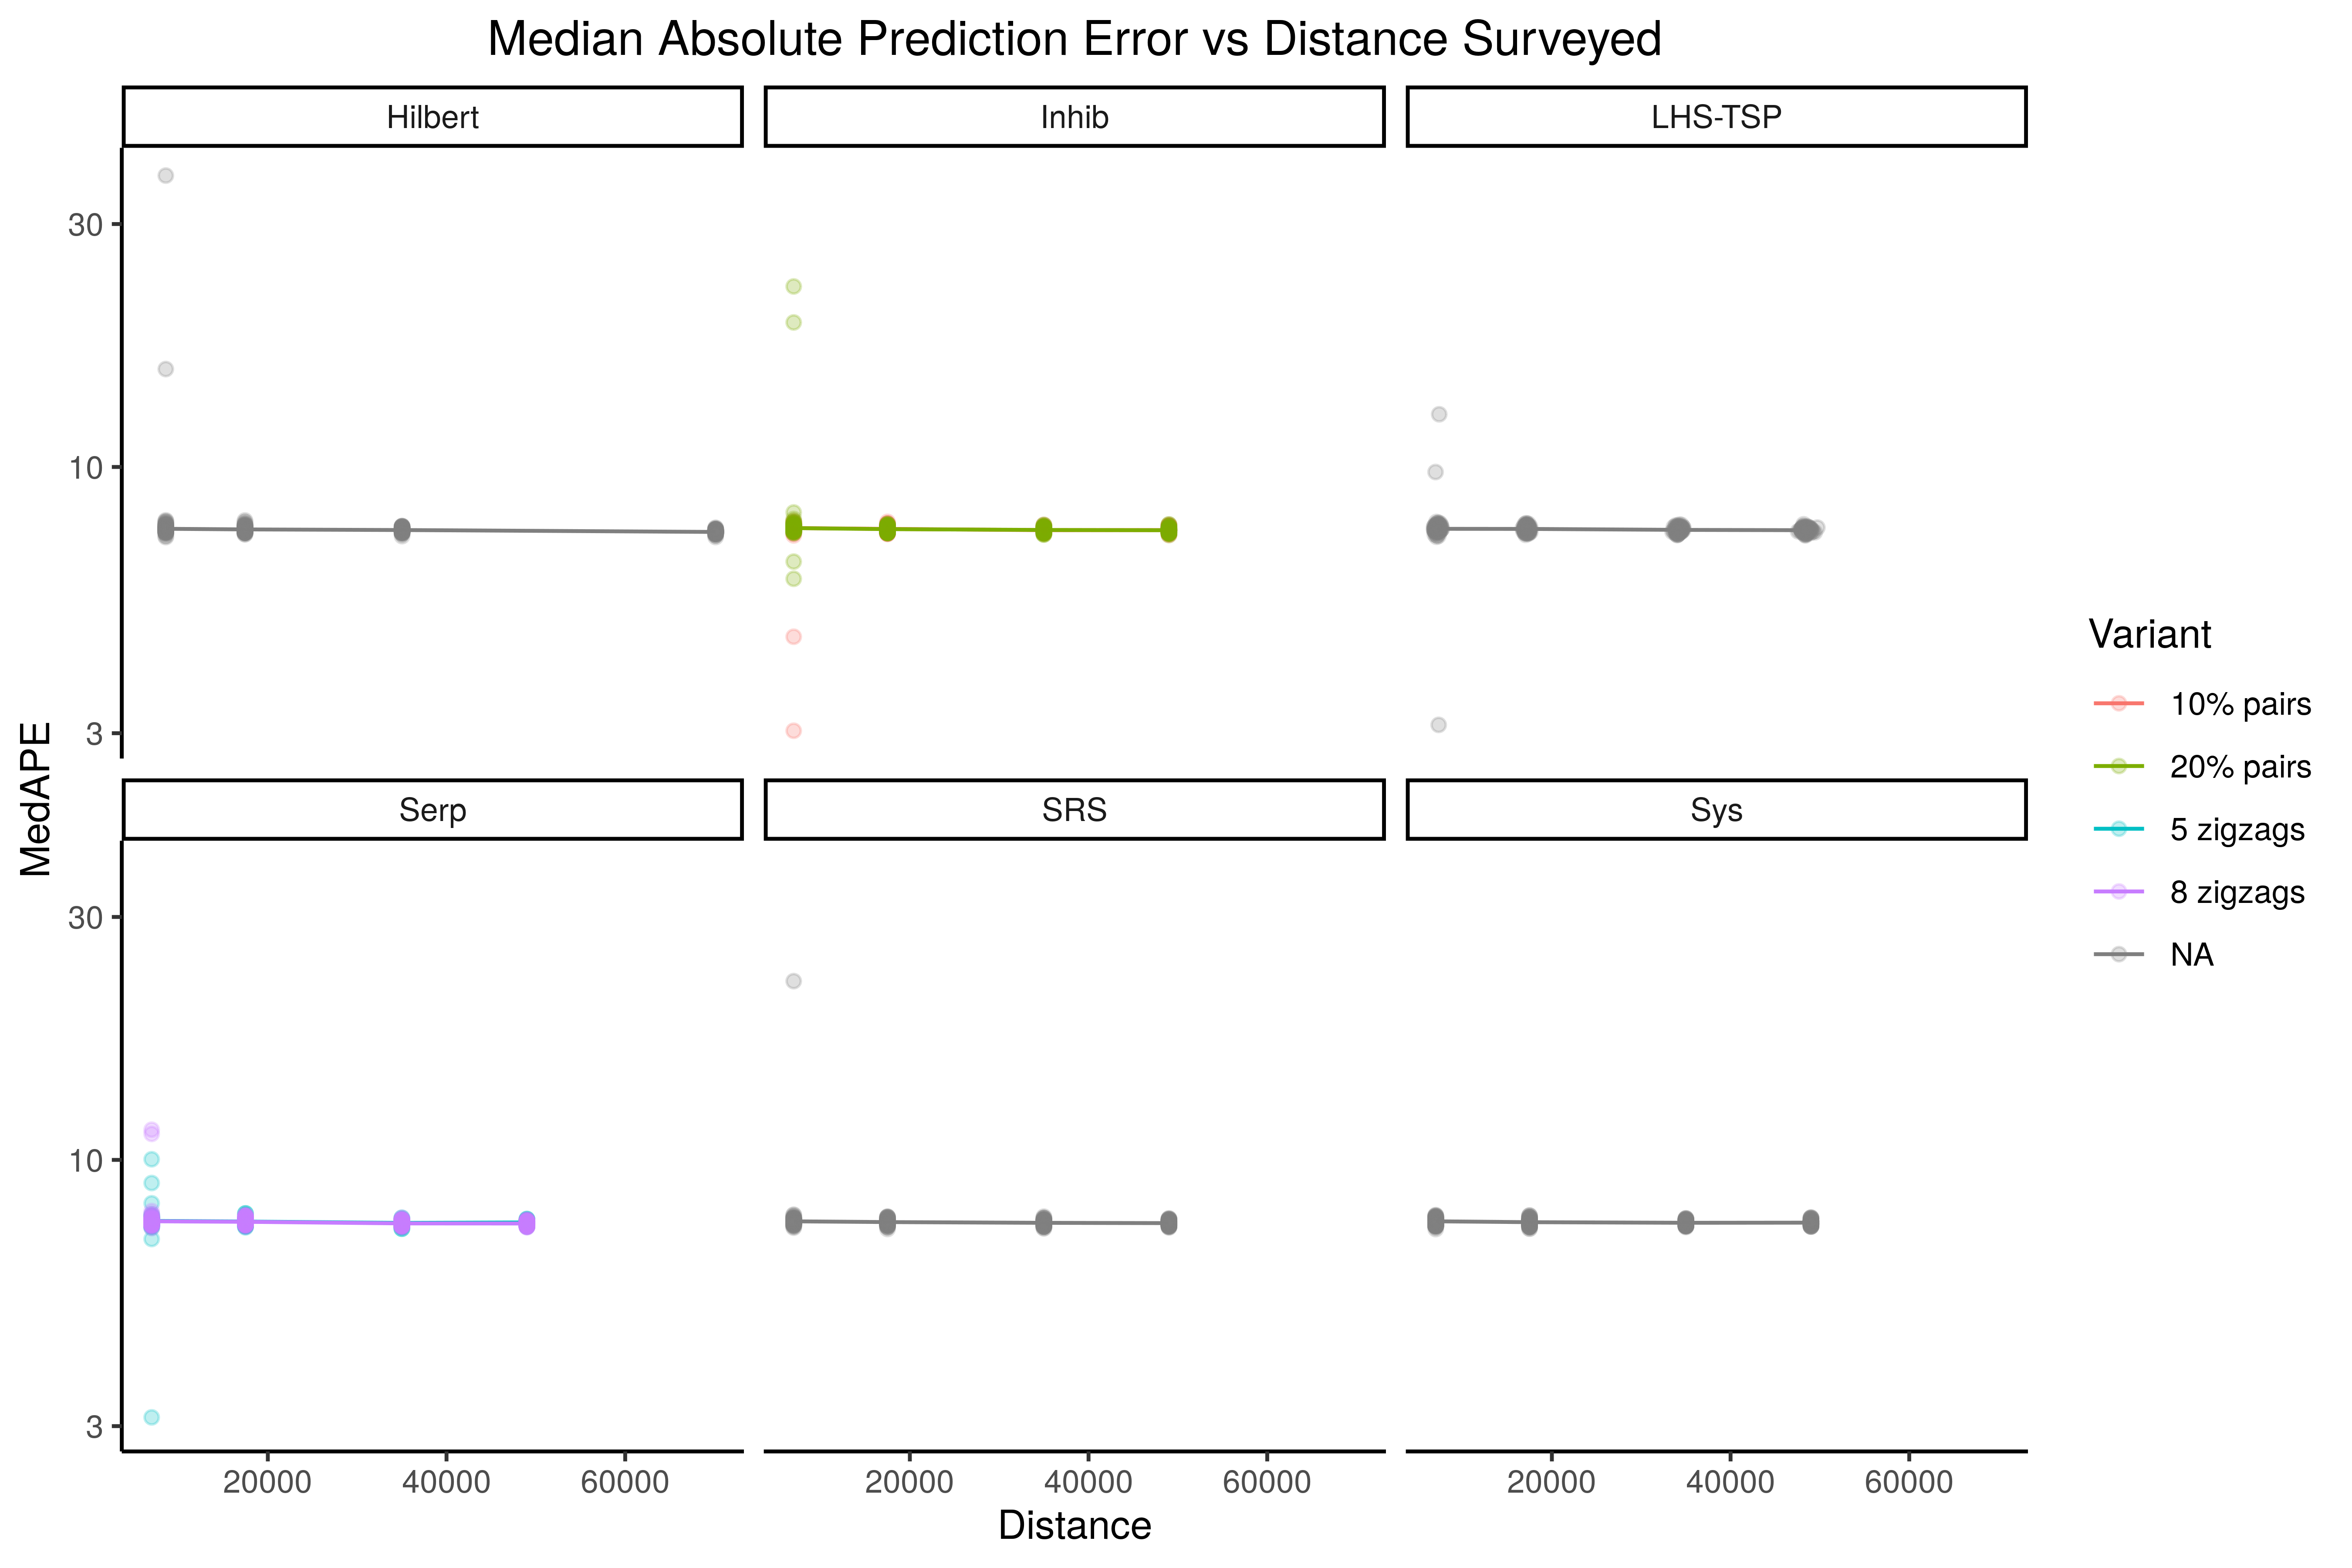 Median Absolute Prediction Error vs Distance Surveyed
Hilbert
Inhib
LHS-TSP
30
10
3
Serp
SRS
Sys
30
10
3
MedAPE
20000
40000
60000
20000
40000
60000
20000
40000
60000
Distance
Variant
10% pairs
20% pairs
5 zigzags
8 zigzags
NA